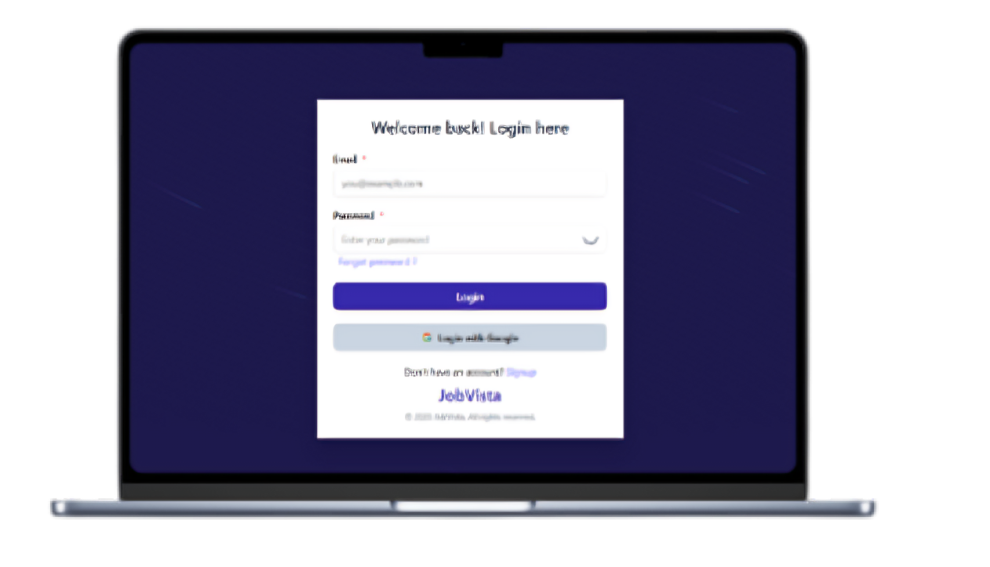 Welcome back! Login here
Email *
you@example.com
Password *
Enter your password
Forgot password ?
Login
Login with Google
Don't have an account? Signup
JobVista
© JobVista. All rights reserved.